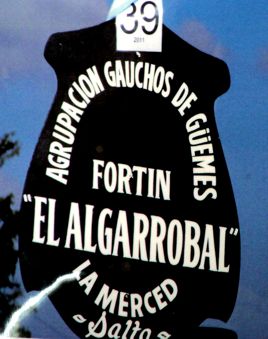 39
2011
AGRUPACION GAUCHOS DE GÜEMES
FORTIN
"EL ALGARROBAL"
LA MERCED
- Salta -